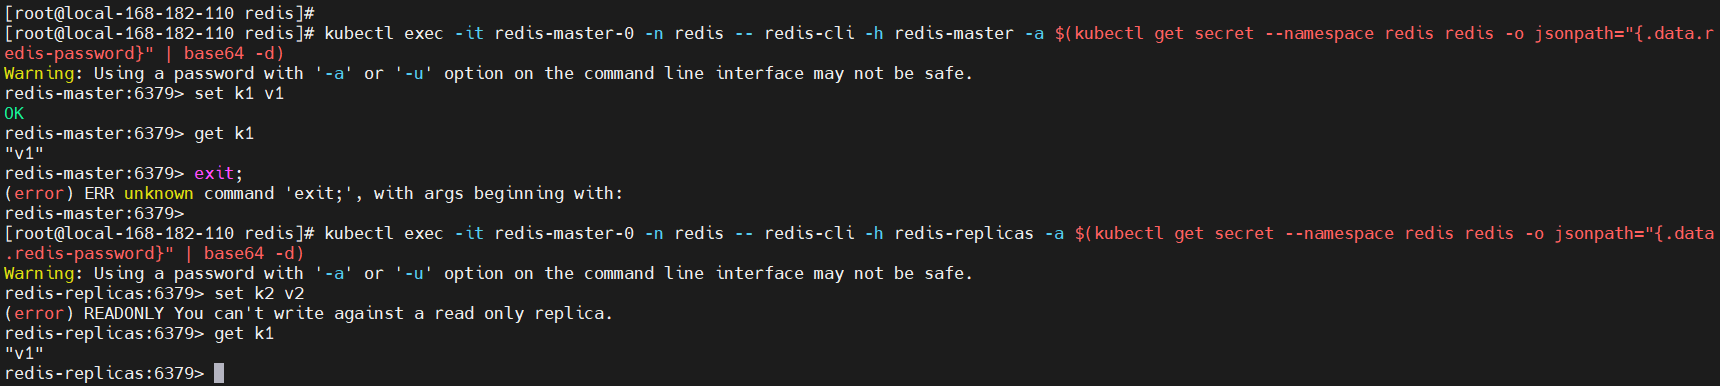 [root@local-168-182-110 redis]#
[root@local-168-182-110 redis]# kubectl exec -it redis-master-0 -n redis -- redis-cli -h redis-master -a $(kubectl get secret --namespace redis redis -o jsonpath="{.data.r
edis-password}" | base64 -d)
Warning: Using a password with '-a' or '-u' option on the command line interface may not be safe.
redis-master:6379> set k1 v1
OK
redis-master:6379> get k1
"v1"
redis-master:6379> exit;
(error) ERR unknown command 'exit;', with args beginning with:
redis-master:6379>
[root@local-168-182-110 redis]# kubectl exec -it redis-master-0 -n redis -- redis-cli -h redis-replicas -a $(kubectl get secret --namespace redis redis -o jsonpath="{.data
.redis-password}" | base64 -d)
Warning: Using a password with '-a' or '-u' option on the command line interface may not be safe.
redis-replicas:6379> set k2 v2
(error) READONLY You can't write against a read only replica.
redis-replicas:6379> get k1
"v1"
redis-replicas:6379>